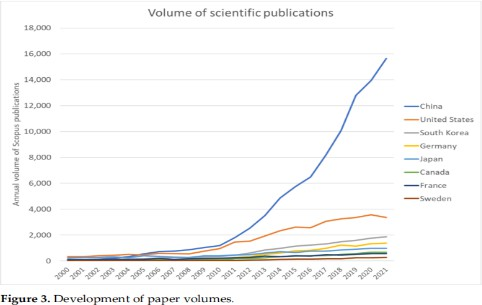 Volume of scientific publications
Annual volume of Scopus publications
18,000
16,000
14,000
12,000
10,000
8,000
6,000
4,000
2,000
0
2000
2001
2002
2003
2004
2005
2006
2007
2008
2009
2010
2011
2012
2013
2014
2015
2016
2017
2018
2019
2020
2021
China
United States
South Korea
Germany
Japan
Canada
France
Sweden
Figure 3. Development of paper volumes.